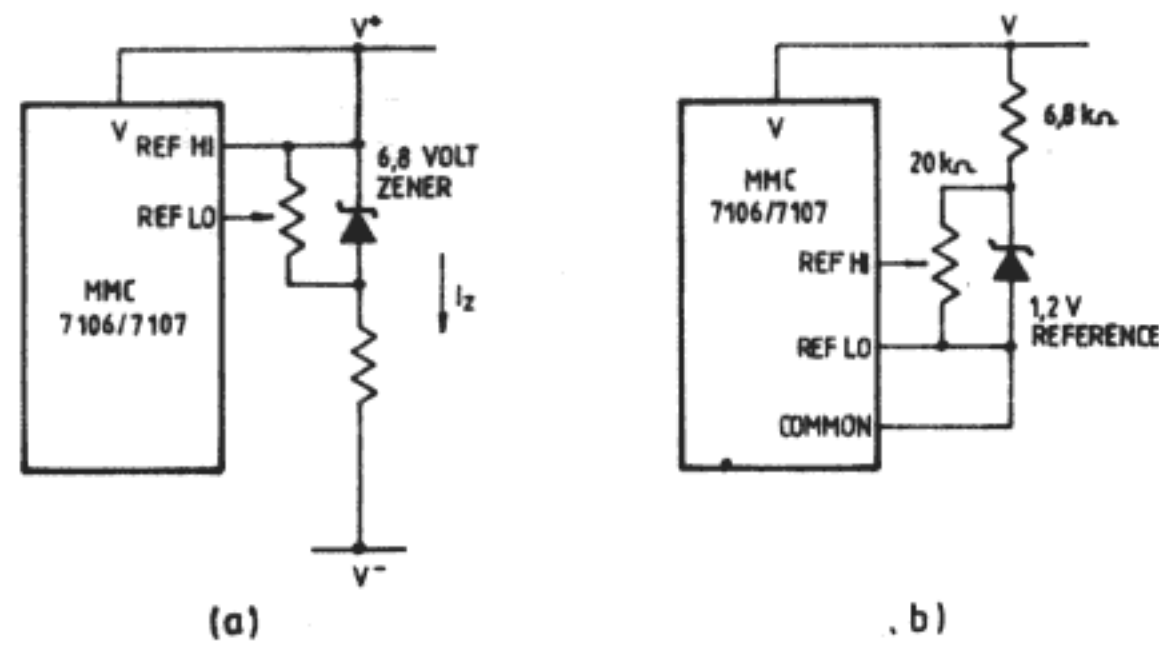 V+
V
REF HI
6,8 VOLT
ZENER
REF LO
MMC
7106/7107
Iz
V-
(a)
V
V
6,8 kΩ
20 kΩ
MMC
7106/7107
REF HI
1,2 V
REFERENCE
REF LO
COMMON
. b)